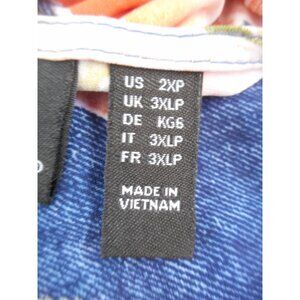 US 2XP
UK 3XLP
DE KG6
IT 3XLP
FR 3XLP
MADE IN
VIETNAM